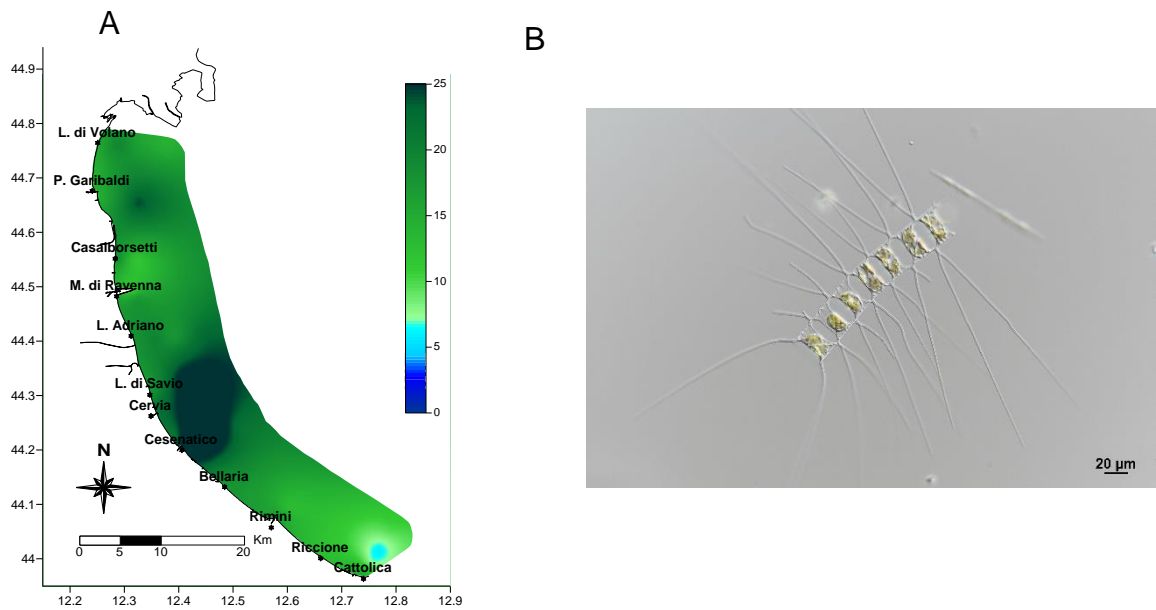 A
B
44.9
44.8
44.7
44.6
44.5
44.4
44.3
44.2
44.1
44
L. di Volano
P. Garibaldi
Casalborsetti
M. di Ravenna
L. Adriano
L. di Savio
Cervia
Cesenatico
Bellaria
Rimini
Riccione
Cattolica
25
20
15
10
5
0
N
0 5 10 20 Km
12.2 12.3 12.4 12.5 12.6 12.7 12.8 12.9
20 µm